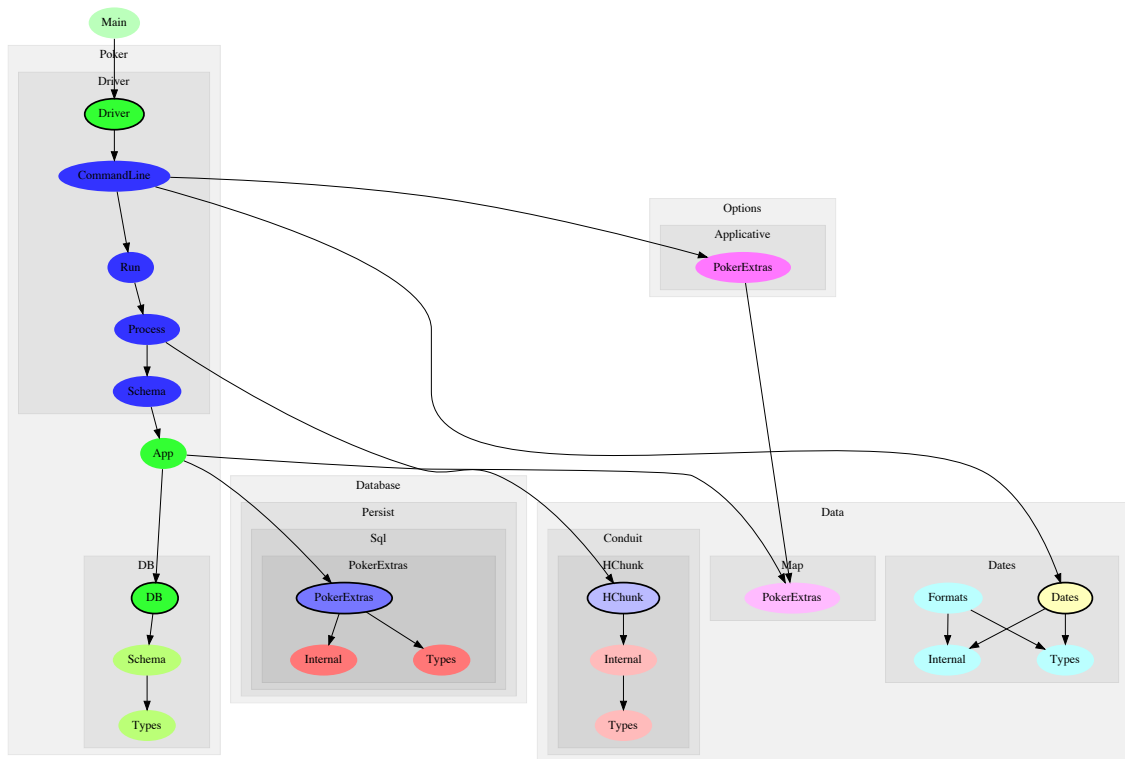 Main
Poker
Driver
Driver
CommandLine
Options
Applicative
Run
PokerExtras
Process
Schema
App
Database
Persist
Data
Sql
Conduit
DB
PokerExtras
HChunk
Map
Dates
DB
PokerExtras
HChunk
PokerExtras
Formats
Dates
Schema
Internal
Types
Internal
Internal
Types
Types
Types